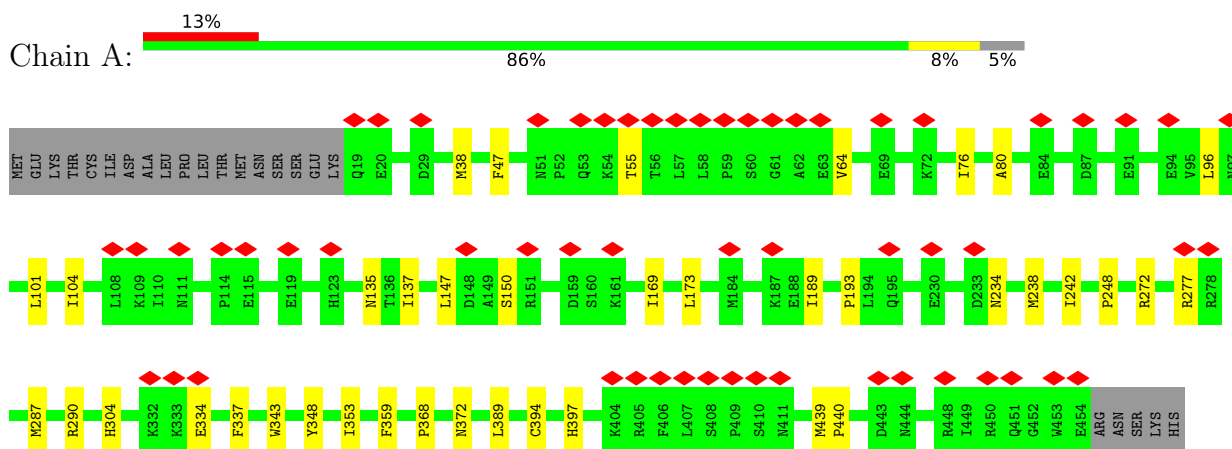 13%
Chain A:
86% 8% 5%
MET GLU LYS THR CYS ILE ASP ALA LEU PRO LEU THR MET ASN SER SER GLU LYS Q19 E20 D29 M38 F47 N51 P52 Q53 K54 T55 T56 L57 L58 P59 S60 G61 A62 E63 V64 E69 K72 I76 A80 E84 D87 E91 E94 V95 L96
L101 I104 L108 K109 I110 N111 P114 E115 E119 H123 N135 T136 I137 L147 D148 A149 S150 R151 D159 S160 K161 I169 L173 M184 K187 E188 I189 P193 L194 Q195 E230 D233 N234 M238 I242 P248 R272 R277 R278
M287 R290 H304 K332 K333 E334 F337 W343 Y348 I353 F359 P368 N372 L389 C394 H397 K404 R405 F406 L407 S408 P409 S410 N411 M439 P440 D443 N444 R448 I449 R450 Q451 G452 W453 E454 ARG ASN SER LYS HIS